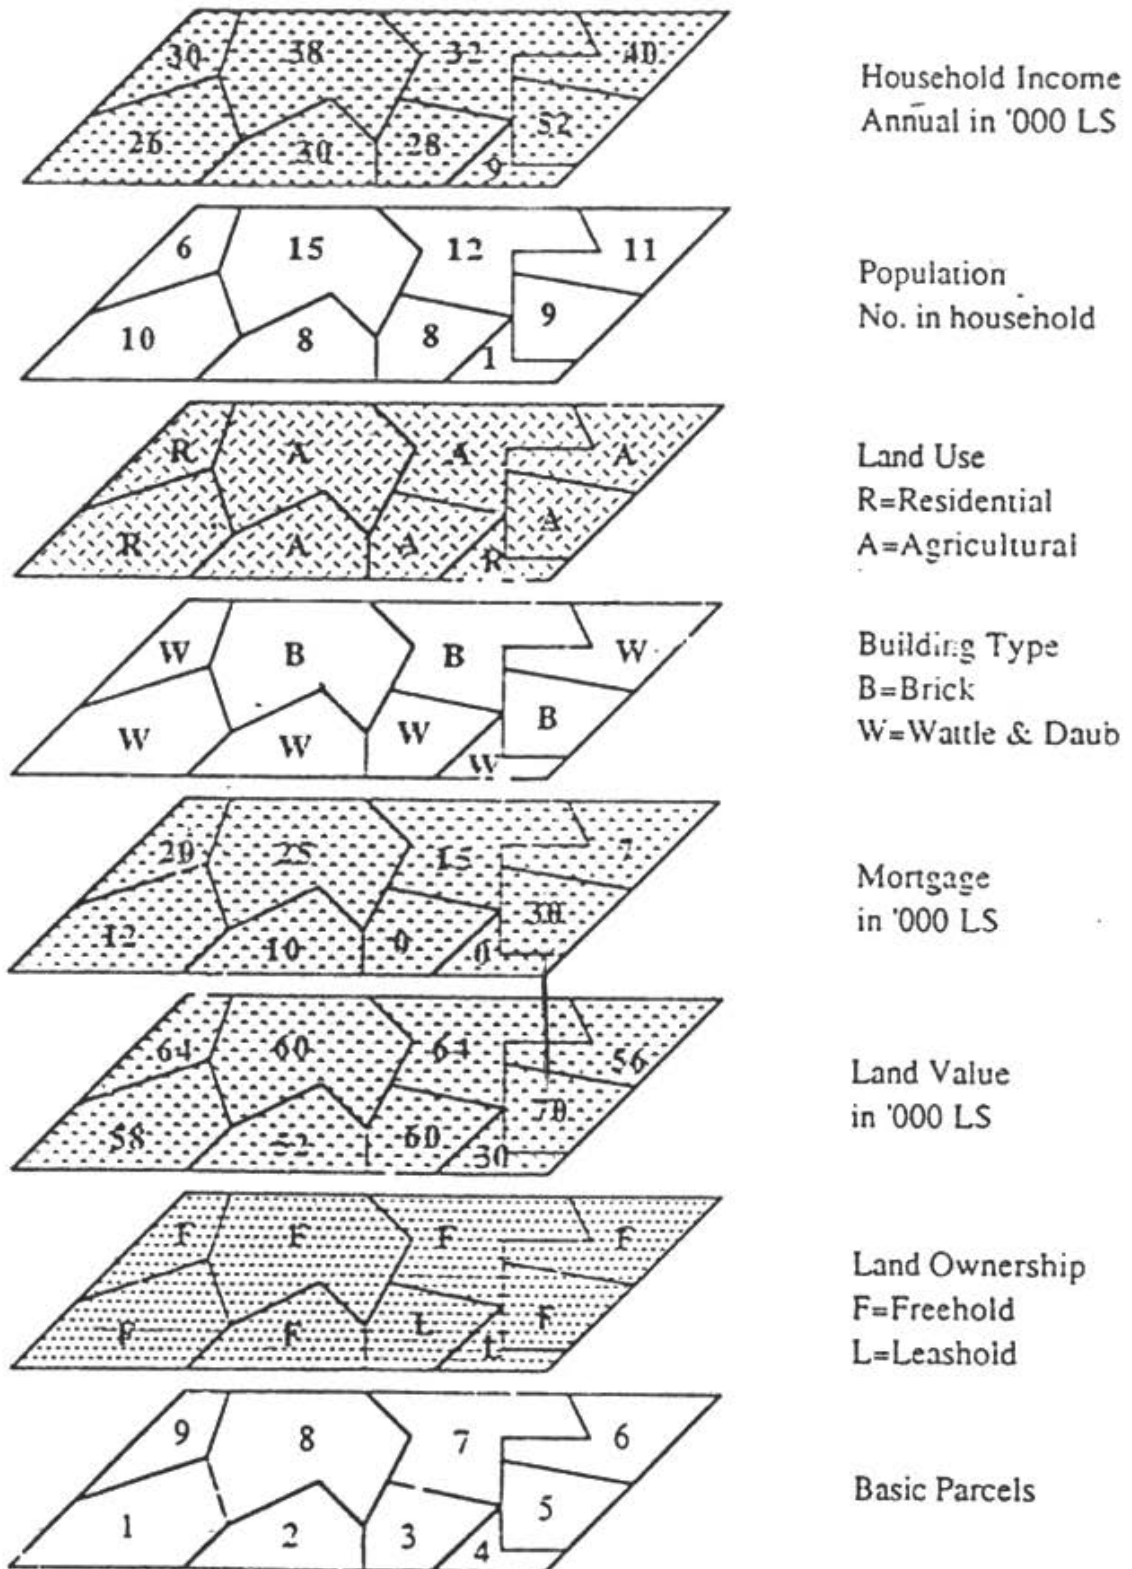 30 38 32 40
26 30 28 9 52
Household Income
Annual in '000 LS
6 15 12 11
10 8 8 1 9
Population
No. in household
R A A A
R A A R A
Land Use
R=Residential
A=Agricultural
W B B W
W W W W B
Building Type
B=Brick
W=Wattle & Daub
20 25 15 7
12 10 0 0 30
Mortgage
in '000 LS
64 60 64 56
58 60 30 70
Land Value
in '000 LS
F F F F
F F L L F
Land Ownership
F=Freehold
L=Leashold
9 8 7 6
1 2 3 4 5
Basic Parcels